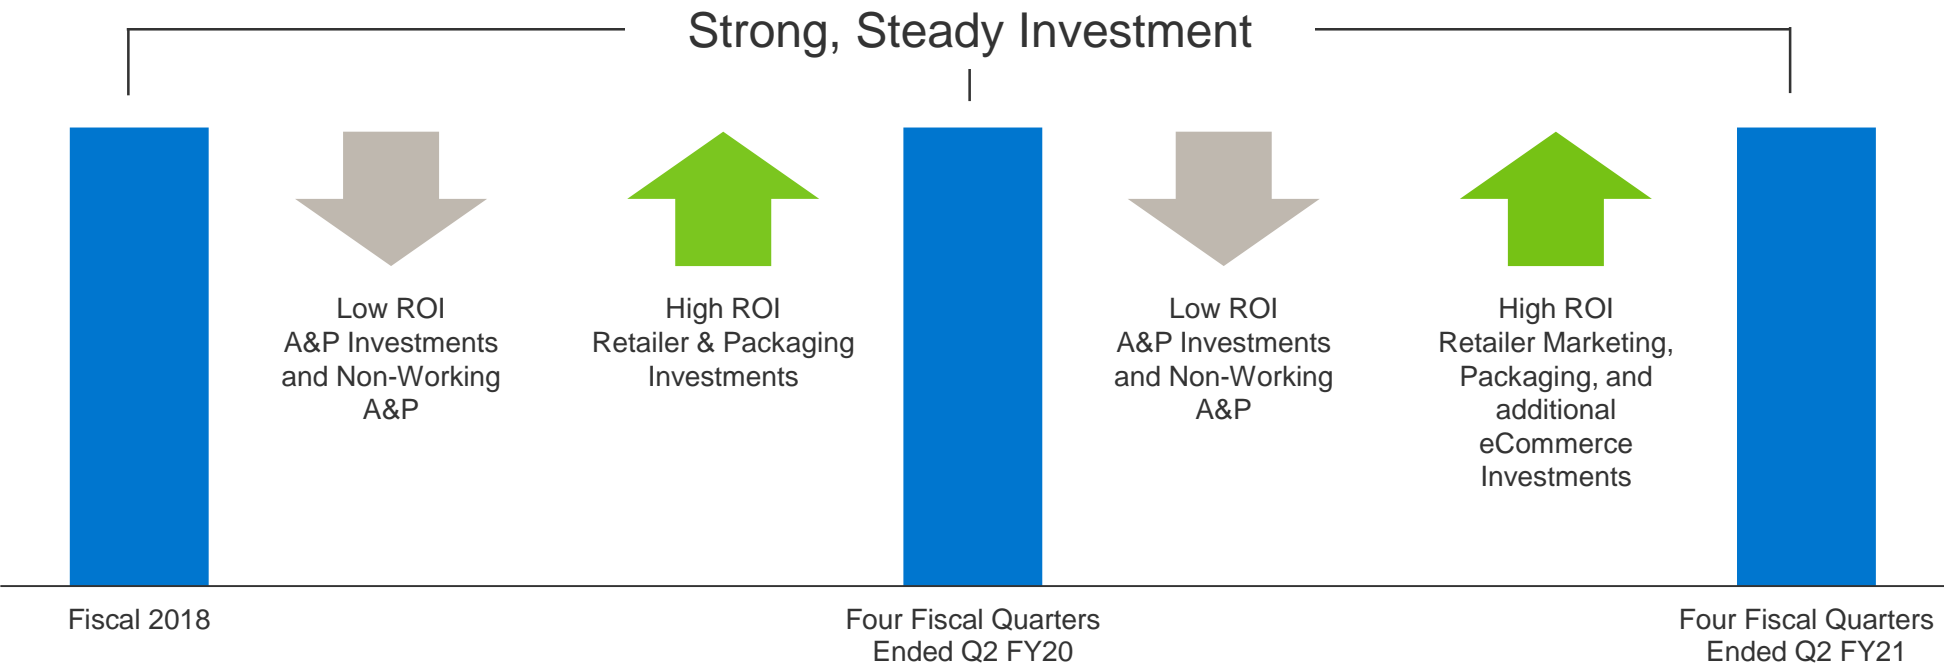 Strong, Steady Investment
Low ROI
A&P Investments
and Non-Working
A&P
High ROI
Retailer & Packaging
Investments
Low ROI
A&P Investments
and Non-Working
A&P
High ROI
Retailer Marketing,
Packaging, and
additional
eCommerce
Investments
Fiscal 2018
Four Fiscal Quarters
Ended Q2 FY20
Four Fiscal Quarters
Ended Q2 FY21